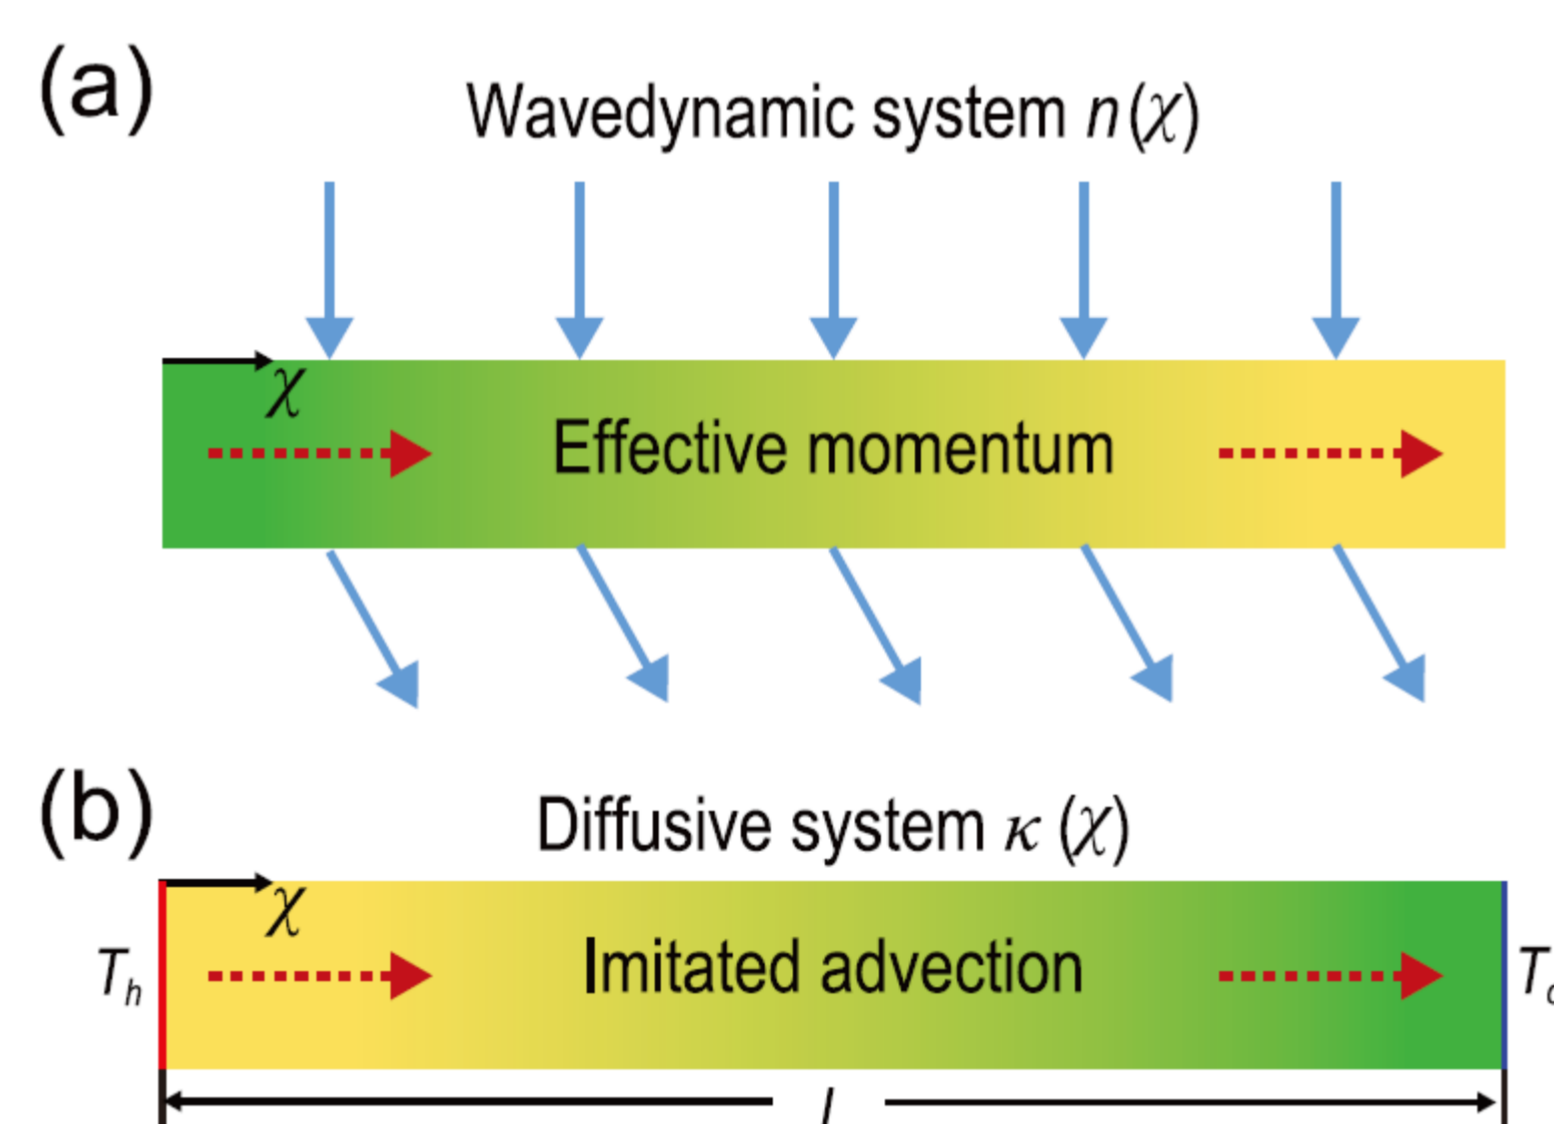 (a)
Wavedynamic system n(χ)
χ
Effective momentum
(b)
Diffusive system κ (χ)
χ
T_h
Imitated advection